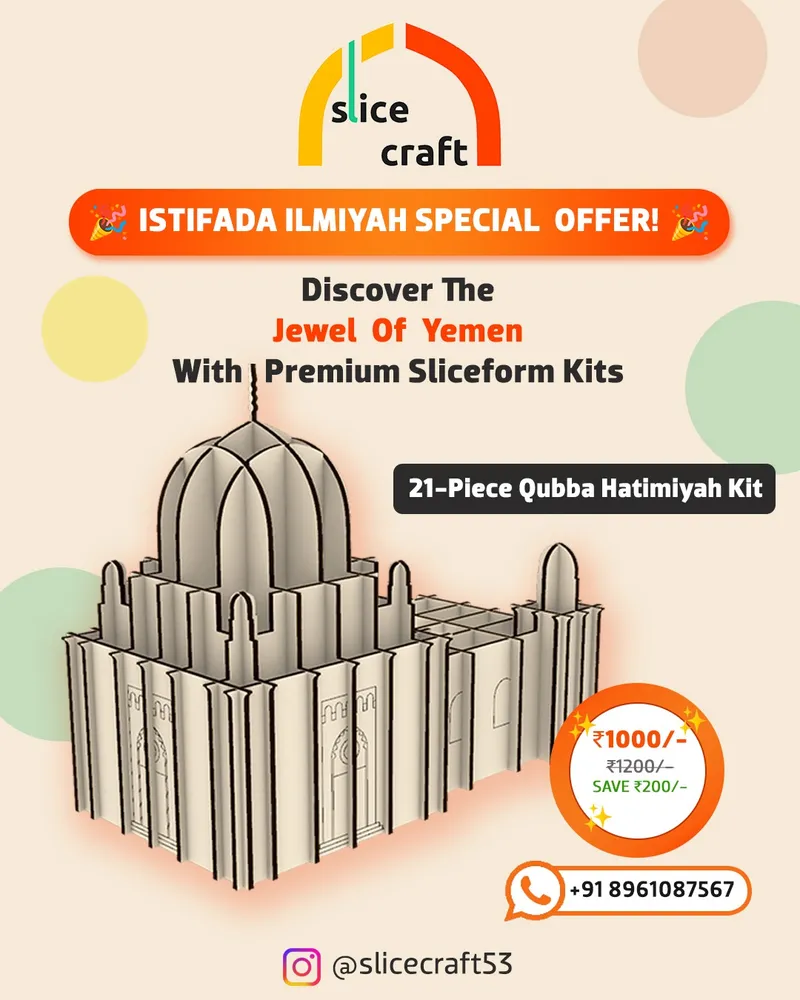 slice
craft
🎉 ISTIFADA ILMIYAH SPECIAL OFFER! 🎉
Discover The
Jewel Of Yemen
With Premium Sliceform Kits
21-Piece Qubba Hatimiyah Kit
₹1000/-
₹1200/-
SAVE ₹200/-
+91 8961087567
@slicecraft53